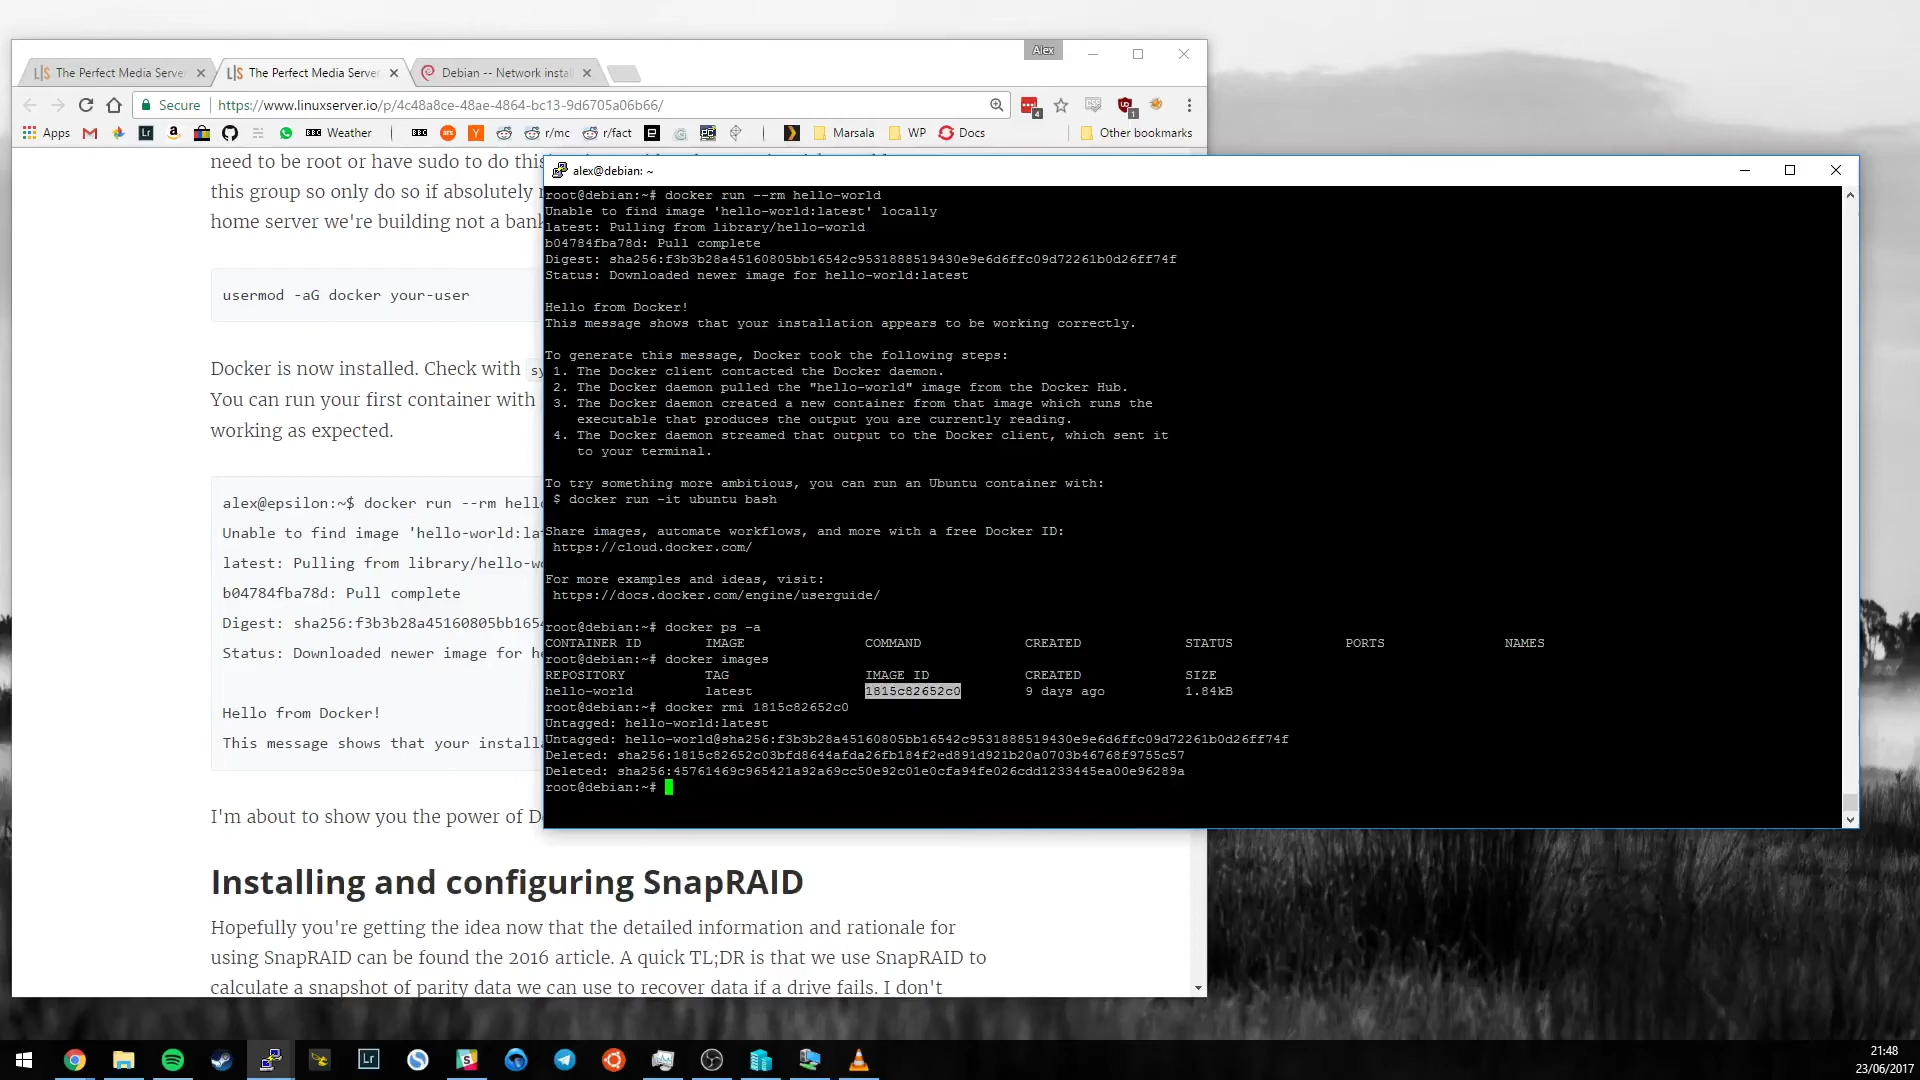 Alex
The Perfect Media Server
The Perfect Media Server
Debian -- Network instal
Secure
https://www.linuxserver.io/p/4c48a8ce-48ae-4864-bc13-9d6705a06b66/
Apps
Weather
r/mc
r/fact
Marsala
WP
Docs
Other bookmarks
need to be root or have sudo to do this
this group so only do so if absolutely
home server we're building not a bank
usermod -aG docker your-user
Docker is now installed. Check with sy
You can run your first container with
working as expected.
alex@epsilon:~$ docker run --rm hell
Unable to find image 'hello-world:la
latest: Pulling from library/hello-w
b04784fba78d: Pull complete
Digest: sha256:f3b3b28a45160805bb1654
Status: Downloaded newer image for he
Hello from Docker!
This message shows that your install
I'm about to show you the power of D
Installing and configuring SnapRAID
Hopefully you're getting the idea now that the detailed information and rationale for
using SnapRAID can be found the 2016 article. A quick TL;DR is that we use SnapRAID to
calculate a snapshot of parity data we can use to recover data if a drive fails. I don't
alex@debian: ~
root@debian:~# docker run --rm hello-world
Unable to find image 'hello-world:latest' locally
latest: Pulling from library/hello-world
b04784fba78d: Pull complete
Digest: sha256:f3b3b28a45160805bb16542c9531888519430e9e6d6ffc09d72261b0d26ff74f
Status: Downloaded newer image for hello-world:latest
Hello from Docker!
This message shows that your installation appears to be working correctly.
To generate this message, Docker took the following steps:
1. The Docker client contacted the Docker daemon.
2. The Docker daemon pulled the "hello-world" image from the Docker Hub.
3. The Docker daemon created a new container from that image which runs the
executable that produces the output you are currently reading.
4. The Docker daemon streamed that output to the Docker client, which sent it
to your terminal.
To try something more ambitious, you can run an Ubuntu container with:
$ docker run -it ubuntu bash
Share images, automate workflows, and more with a free Docker ID:
https://cloud.docker.com/
For more examples and ideas, visit:
https://docs.docker.com/engine/userguide/
root@debian:~# docker ps -a
CONTAINER ID IMAGE COMMAND CREATED STATUS PORTS NAMES
root@debian:~# docker images
REPOSITORY TAG IMAGE ID CREATED SIZE
hello-world latest 1815c82652c0 9 days ago 1.84kB
root@debian:~# docker rmi 1815c82652c0
Untagged: hello-world:latest
Untagged: hello-world@sha256:f3b3b28a45160805bb16542c9531888519430e9e6d6ffc09d72261b0d26ff74f
Deleted: sha256:1815c82652c03bfd8644afda26fb184f2ed891d921b20a0703b46768f9755c57
Deleted: sha256:45761469c965421a92a69cc50e92c01e0cfa94fe026cdd1233445ea00e96289a
root@debian:~#
21:48
23/06/2017